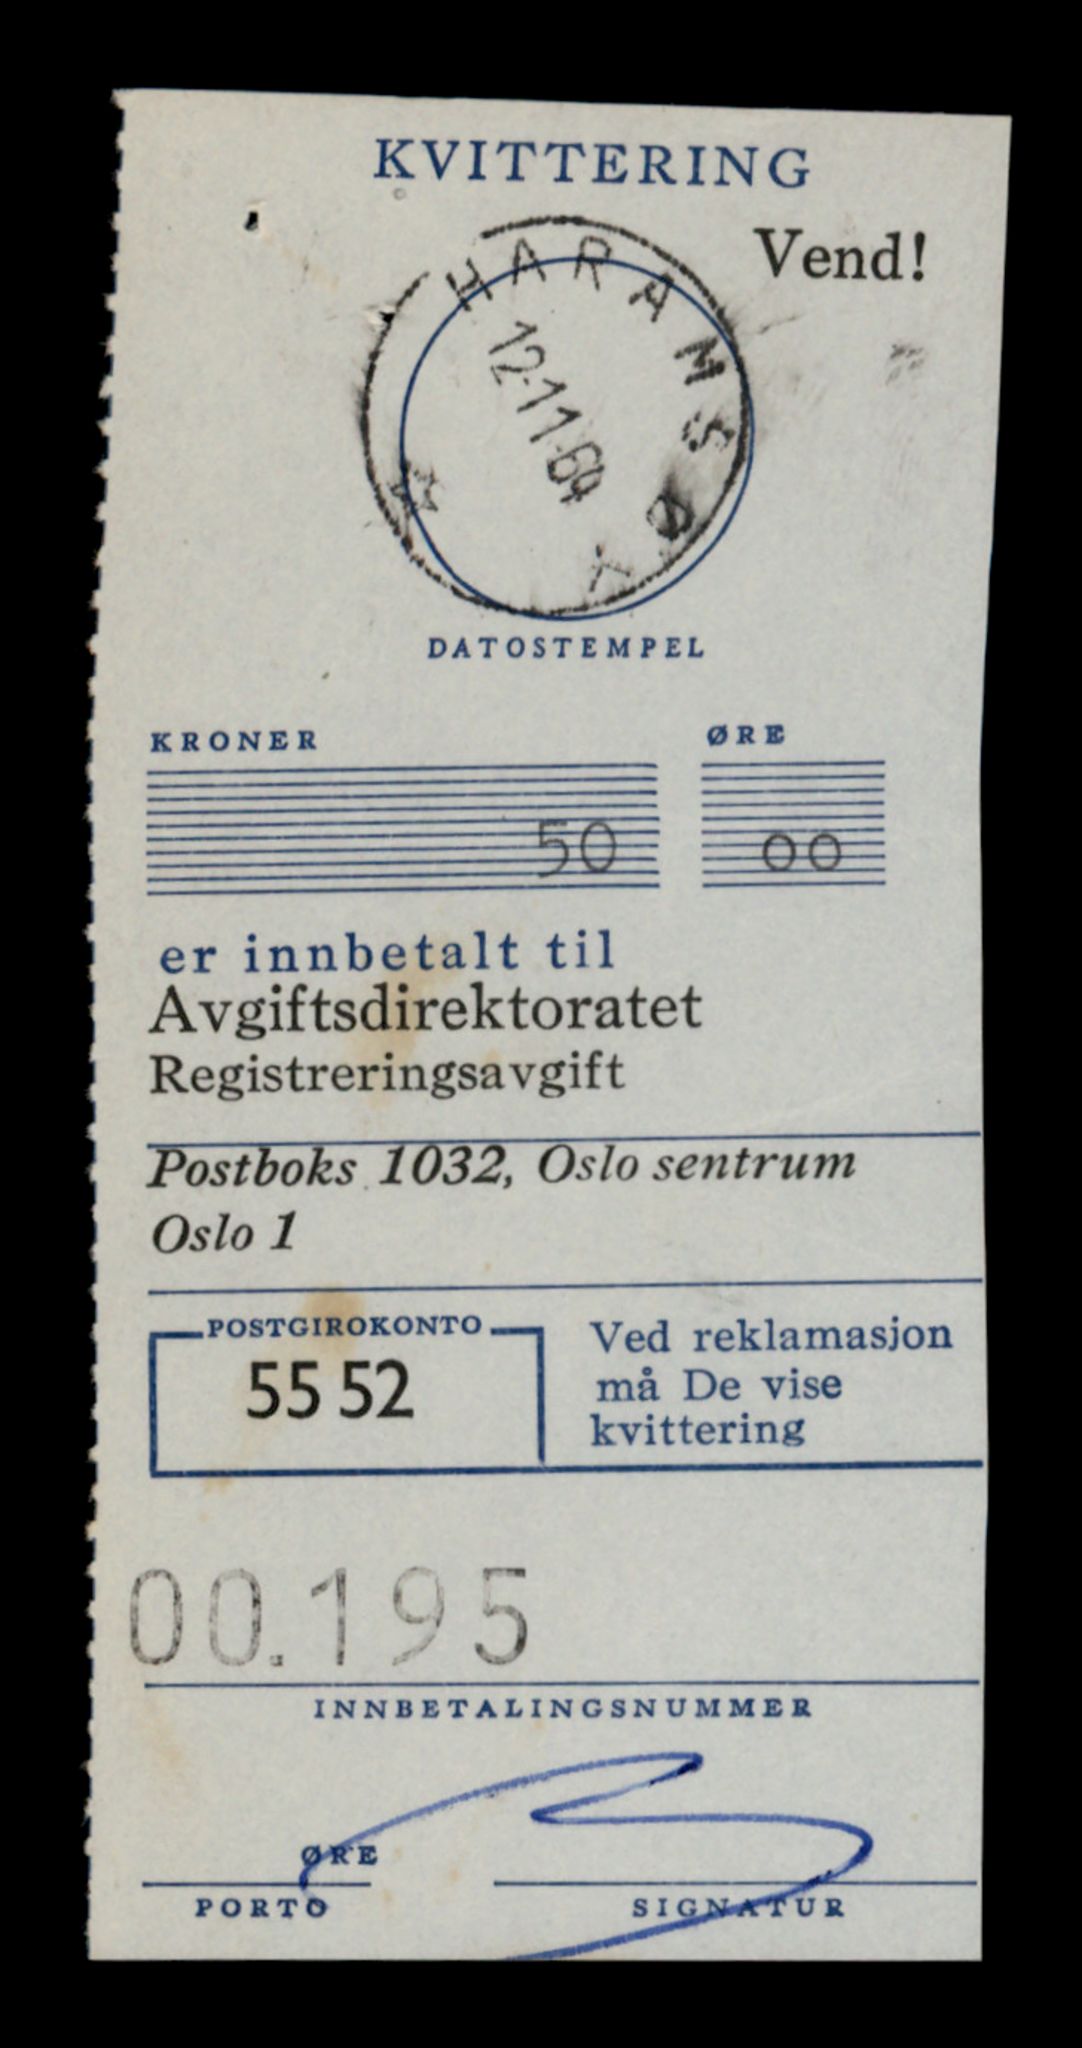 KVITTERING
Vend!
HARAMSØY
12.11.69
DATOSTEMPEL
KRONER ØRE
50 00
er innbetalt til
Avgiftsdirektoratet
Registreringsavgift
Postboks 1032, Oslo sentrum
Oslo 1
POSTGIROKONTO
55 52
Ved reklamasjon
må De vise
kvittering
00.195
INNBETALINGSNUMMER
ØRE
PORTO SIGNATUR